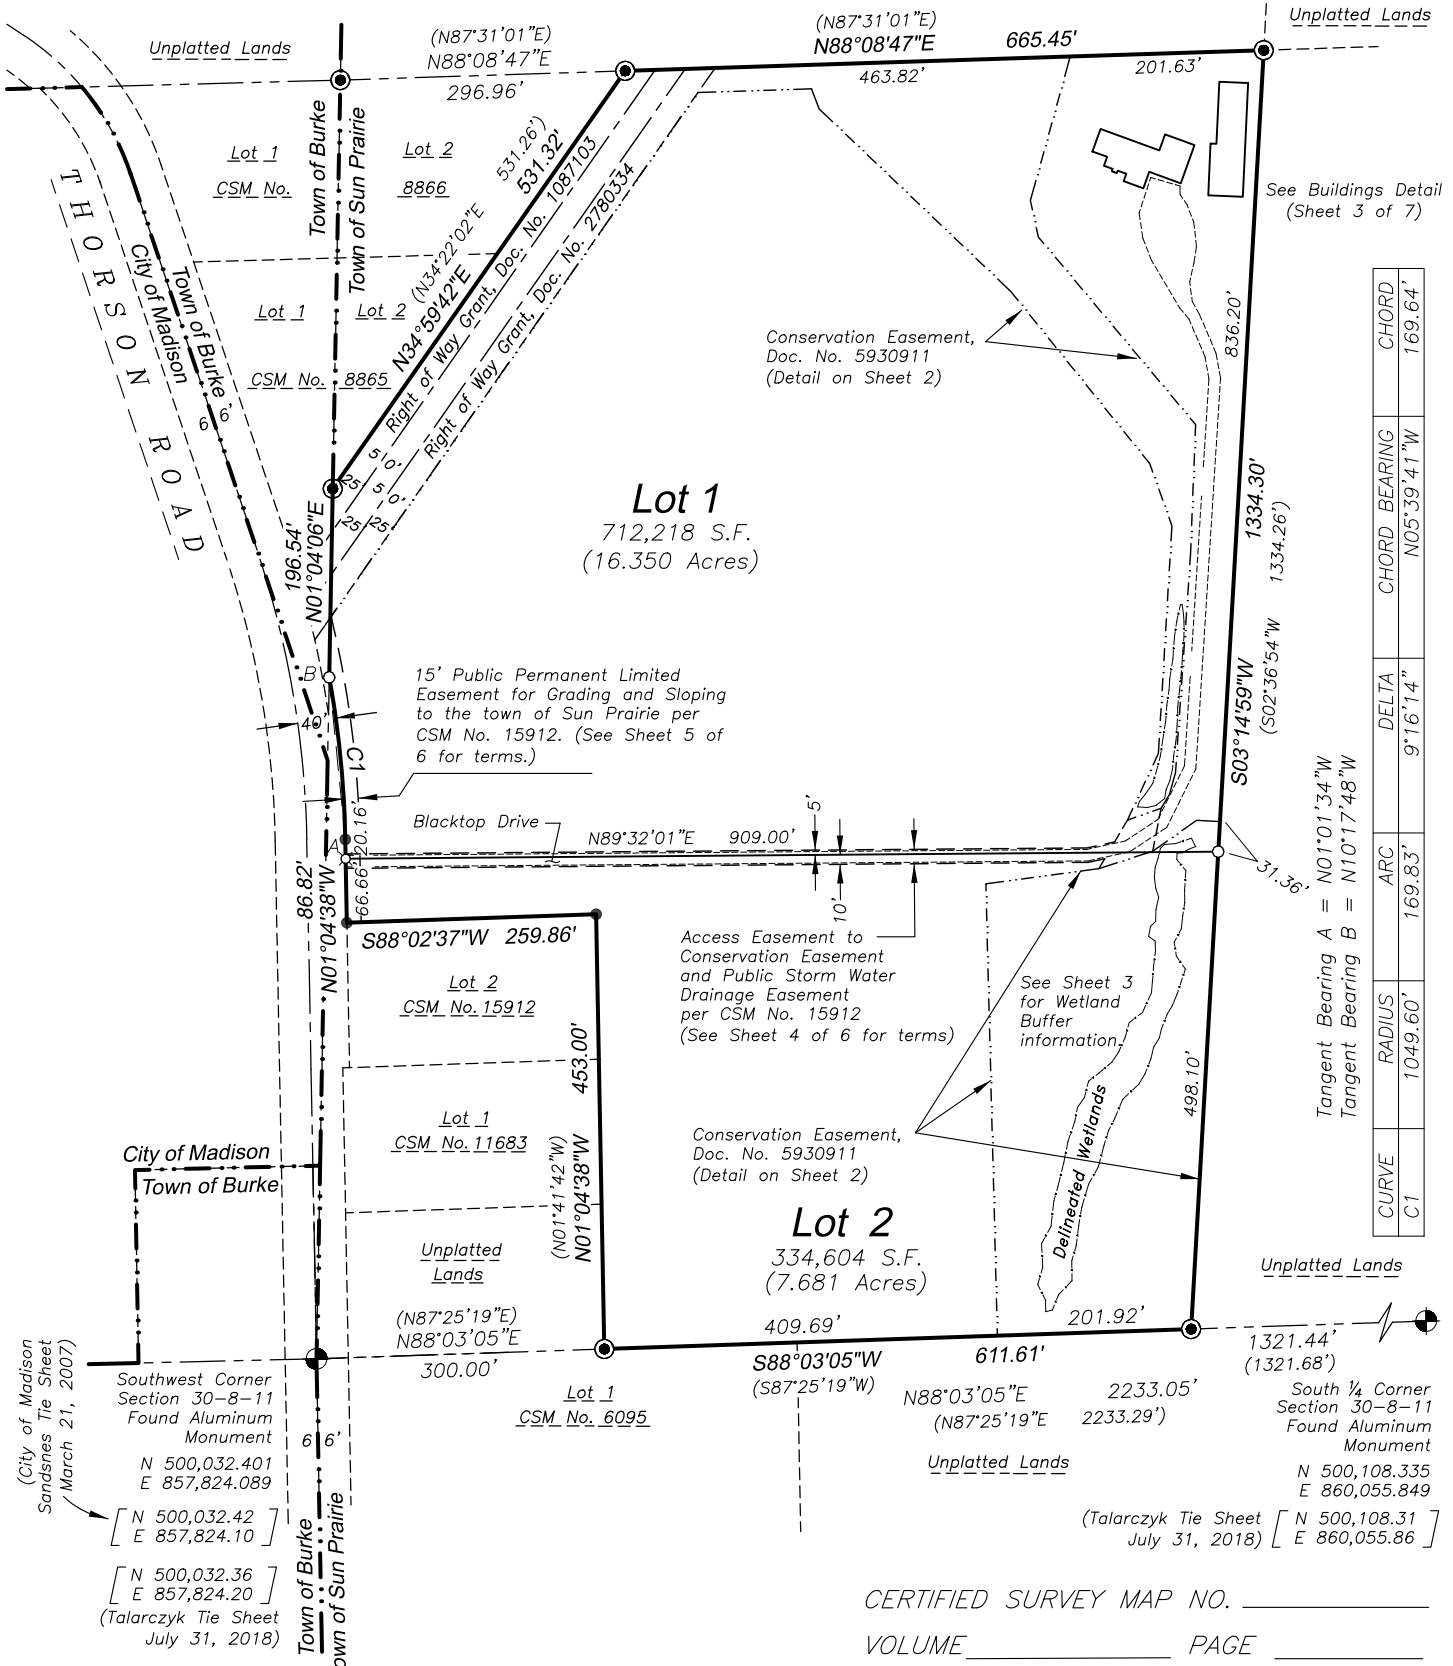 Unplatted Lands
(N87°31'01"E)
N88°08'47"E
296.96'
(N87°31'01"E)
N88°08'47"E 665.45'
463.82'
201.63'
Unplatted Lands
Town of Burke
Town of Sun Prairie
Lot 1
CSM No.
Lot 2
8866
531.26')
531.32'
(N34°22'02"E
N34°59'42"E
Right of Way Grant, Doc. No. 1087103
Right of Way Grant, Doc. No. 2780334
See Buildings Detail
(Sheet 3 of 7)
THORSON ROAD
City of Madison
Town of Burke
66'
Lot 1
Lot 2
CSM No. 8865
Conservation Easement,
Doc. No. 5930911
(Detail on Sheet 2)
836.20'
50'
25
50'
25
25
Lot 1
712,218 S.F.
(16.350 Acres)
196.54'
N01°04'06"E
1334.30'
1334.26')
S03°14'59"W
(S02°36'54"W
B
40'
C1
15' Public Permanent Limited
Easement for Grading and Sloping
to the town of Sun Prairie per
CSM No. 15912. (See Sheet 5 of
6 for terms.)
Blacktop Drive
N89°32'01"E 909.00'
5'
10'
20.16'
A
66.66'
86.82'
N01°04'38"W
31.36'
S88°02'37"W 259.86'
Lot 2
CSM No. 15912
Access Easement to
Conservation Easement
and Public Storm Water
Drainage Easement
per CSM No. 15912
(See Sheet 4 of 6 for terms)
See Sheet 3
for Wetland
Buffer
information.
453.00'
N01°04'38"W
(N01°41'42"W)
498.10'
Lot 1
CSM No. 11683
Conservation Easement,
Doc. No. 5930911
(Detail on Sheet 2)
Delineated Wetlands
City of Madison
Town of Burke
Lot 2
334,604 S.F.
(7.681 Acres)
Unplatted
Lands
Unplatted Lands
(N87°25'19"E)
N88°03'05"E
300.00'
409.69'
201.92'
S88°03'05"W 611.61'
(S87°25'19"W)
1321.44'
(1321.68')
Lot 1
CSM No. 6095
N88°03'05"E 2233.05'
(N87°25'19"E 2233.29')
Unplatted Lands
(City of Madison
Sandsnes Tie Sheet
March 21, 2007)
Southwest Corner
Section 30-8-11
Found Aluminum
Monument
N 500,032.401
E 857,824.089
N 500,032.42
E 857,824.10
N 500,032.36
E 857,824.20
(Talarczyk Tie Sheet
July 31, 2018)
66'
Town of Burke
Town of Sun Prairie
South ¼ Corner
Section 30-8-11
Found Aluminum
Monument
N 500,108.335
E 860,055.849
(Talarczyk Tie Sheet
July 31, 2018)
N 500,108.31
E 860,055.86
CURVE RADIUS ARC DELTA CHORD BEARING CHORD
C1 1049.60' 169.83' 9°16'14" N05°39'41"W 169.64'
Tangent Bearing A = N01°01'34"W
Tangent Bearing B = N10°17'48"W
CERTIFIED SURVEY MAP NO.
VOLUME PAGE